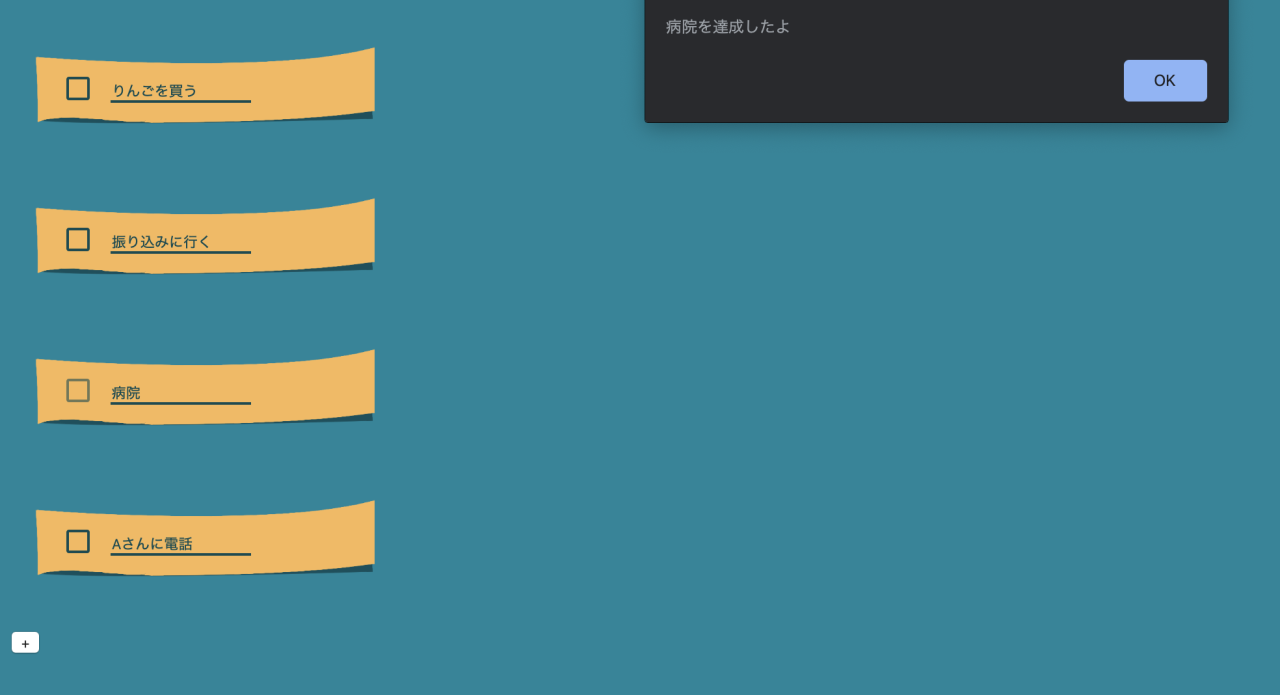 病院を達成したよ
OK
りんごを買う
振り込みに行く
病院
Aさんに電話
+